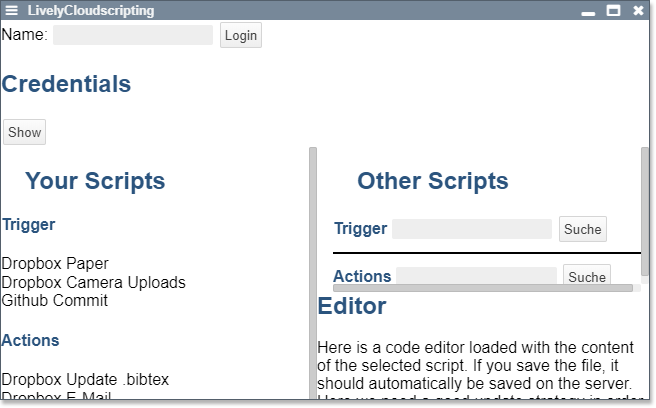 LivelyCloudscripting
Name:
Login
Credentials
Show
Your Scripts
Trigger
Dropbox Paper
Dropbox Camera Uploads
Github Commit
Actions
Dropbox Update .bibtex
Dropbox E-Mail
Other Scripts
Trigger Suche
Actions Suche
Editor
Here is a code editor loaded with the content
of the selected script. If you save the file, it
should automatically be saved on the server.
Here we need a good update strategy in order